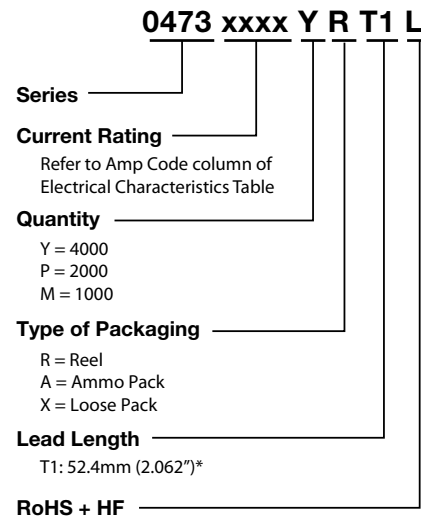 0473 xxxx Y R T1 L
Series
Current Rating
Refer to Amp Code column of
Electrical Characteristics Table
Quantity
Y = 4000
P = 2000
M = 1000
Type of Packaging
R = Reel
A = Ammo Pack
X = Loose Pack
Lead Length
T1: 52.4mm (2.062″)*
RoHS + HF